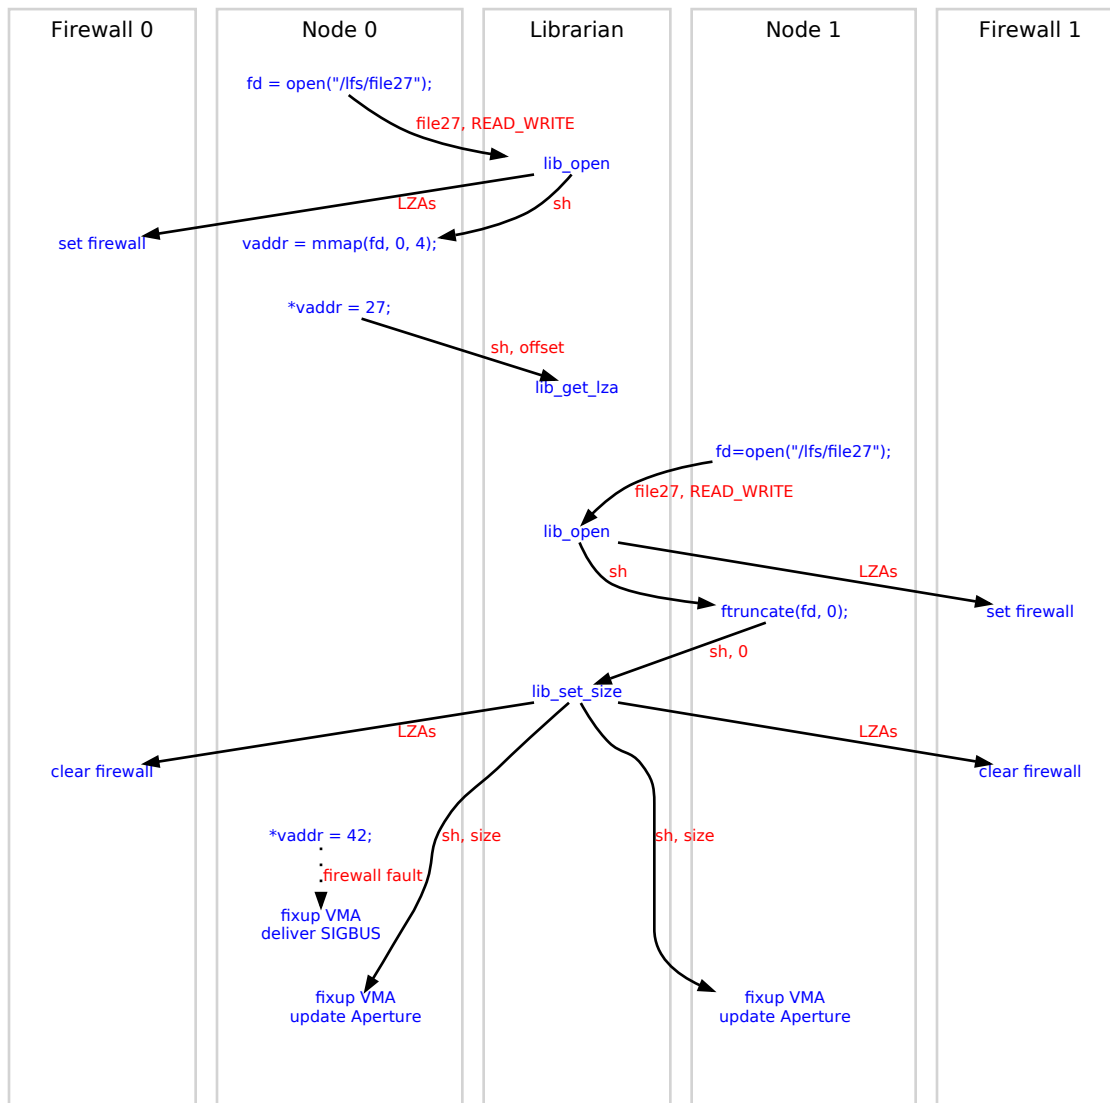 Firewall 0
Node 0
Librarian
Node 1
Firewall 1
fd = open("/lfs/file27");
file27, READ_WRITE
lib_open
LZAs
sh
set firewall
vaddr = mmap(fd, 0, 4);
*vaddr = 27;
sh, offset
lib_get_lza
fd=open("/lfs/file27");
file27, READ_WRITE
lib_open
sh
LZAs
ftruncate(fd, 0);
set firewall
sh, 0
lib_set_size
LZAs
LZAs
clear firewall
clear firewall
*vaddr = 42;
sh, size
sh, size
firewall fault
fixup VMA
deliver SIGBUS
fixup VMA
update Aperture
fixup VMA
update Aperture